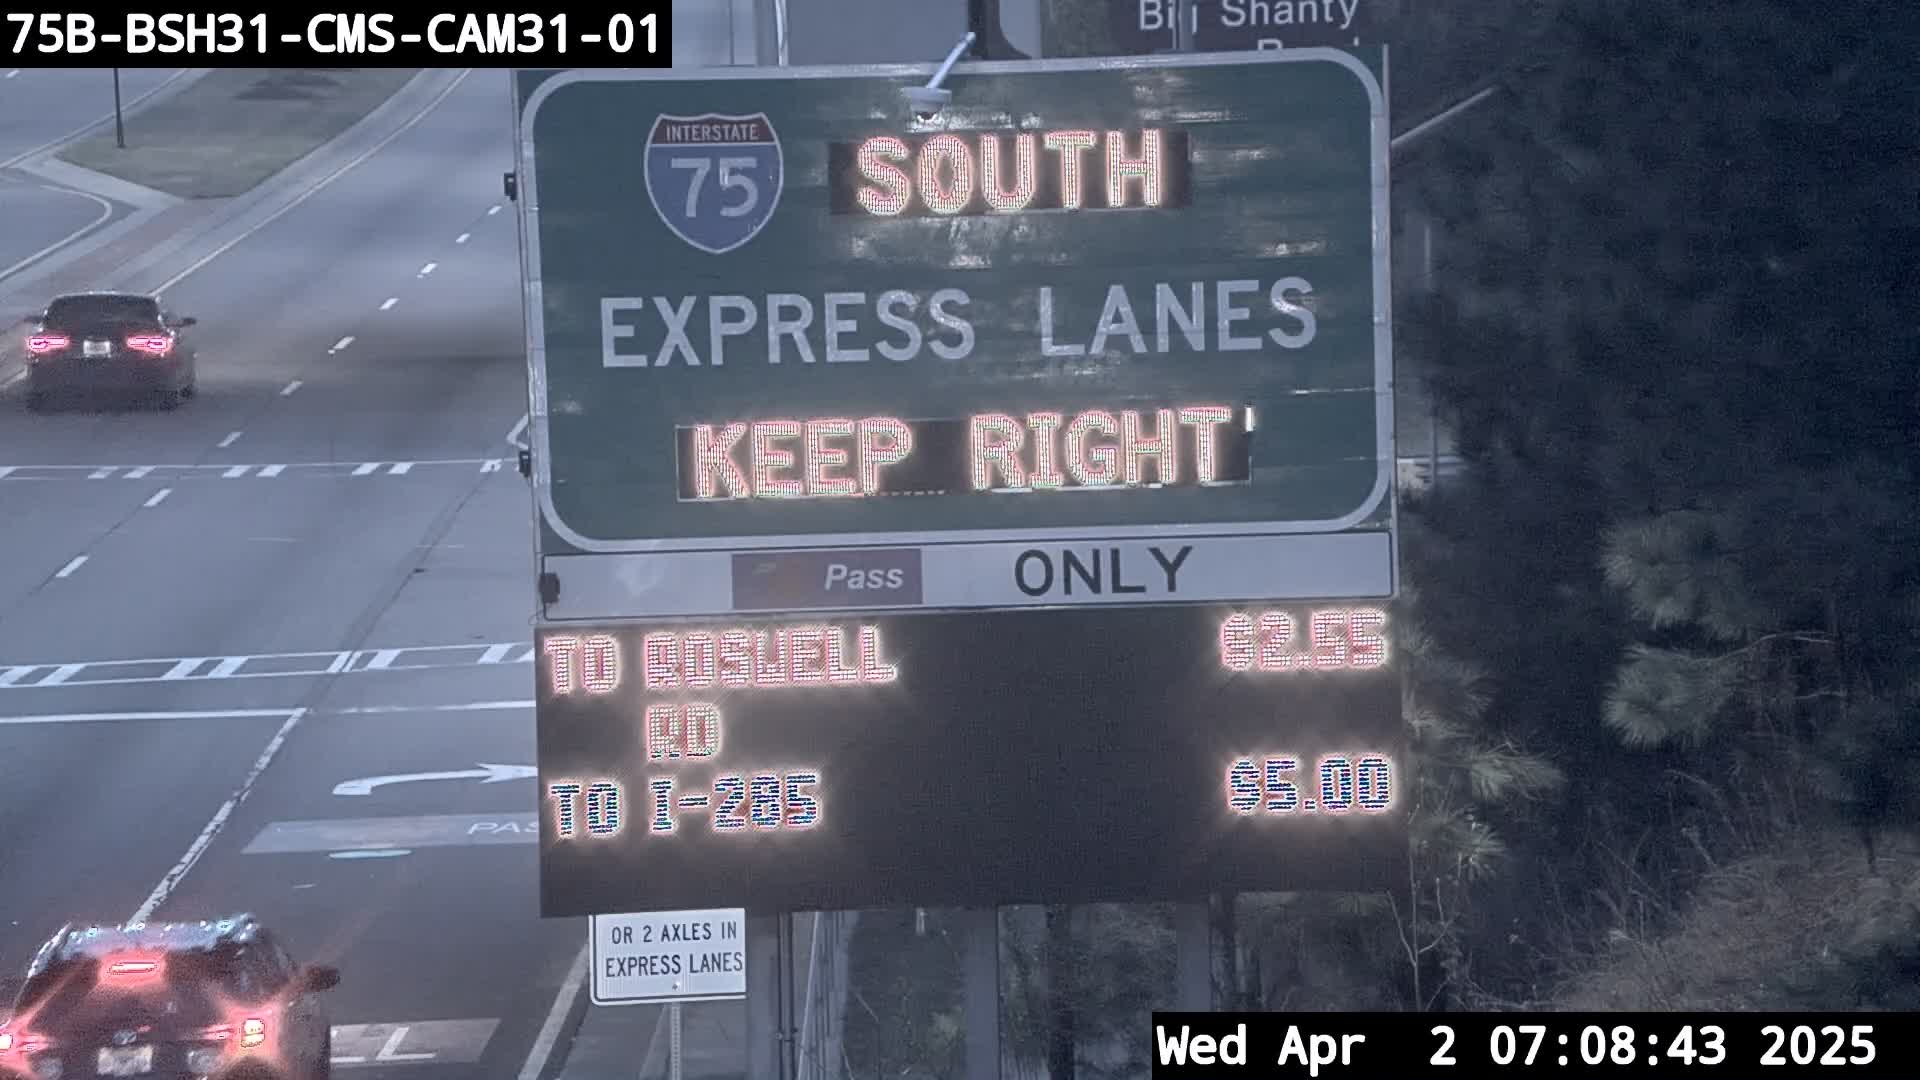 75B-BSH31-CMS-CAM31-01
Big Shanty
INTERSTATE
75
SOUTH
EXPRESS LANES
KEEP RIGHT
Pass ONLY
TO ROSWELL $2.55
RD
TO I-285 $5.00
OR 2 AXLES IN
EXPRESS LANES
Wed Apr 2 07:08:43 2025